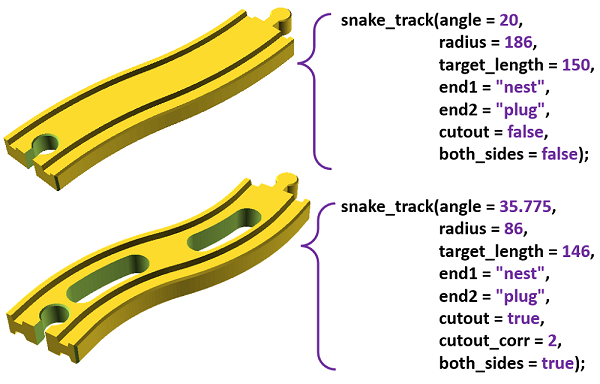 snake_track(angle = 20,
radius = 186,
target_length = 150,
end1 = "nest",
end2 = "plug",
cutout = false,
both_sides = false);
snake_track(angle = 35.775,
radius = 86,
target_length = 146,
end1 = "nest",
end2 = "plug",
cutout = true,
cutout_corr = 2,
both_sides = true);